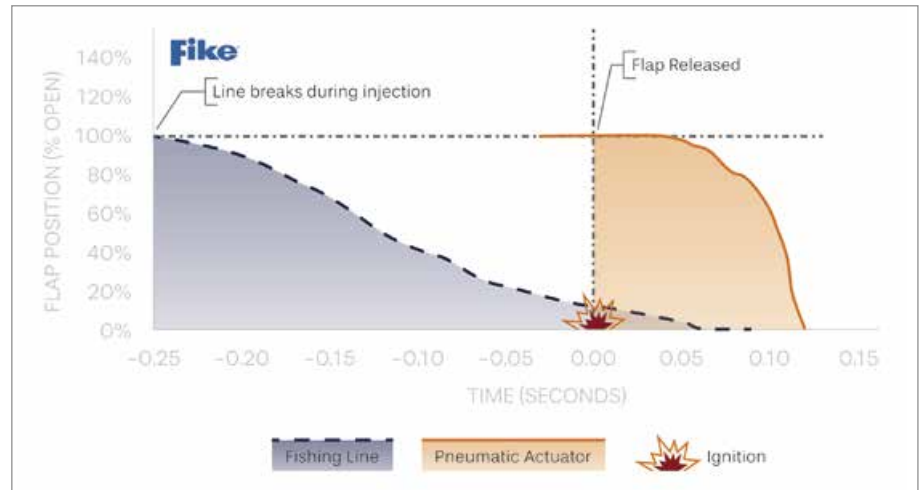 Fike
140%
120%
100%
80%
60%
40%
20%
0%
FLAP POSITION (% OPEN)
Line breaks during injection
Flap Released
-0.25
-0.20
-0.15
-0.10
-0.05
0.00
0.05
0.10
0.15
TIME (SECONDS)
Fishing Line
Pneumatic Actuator
Ignition